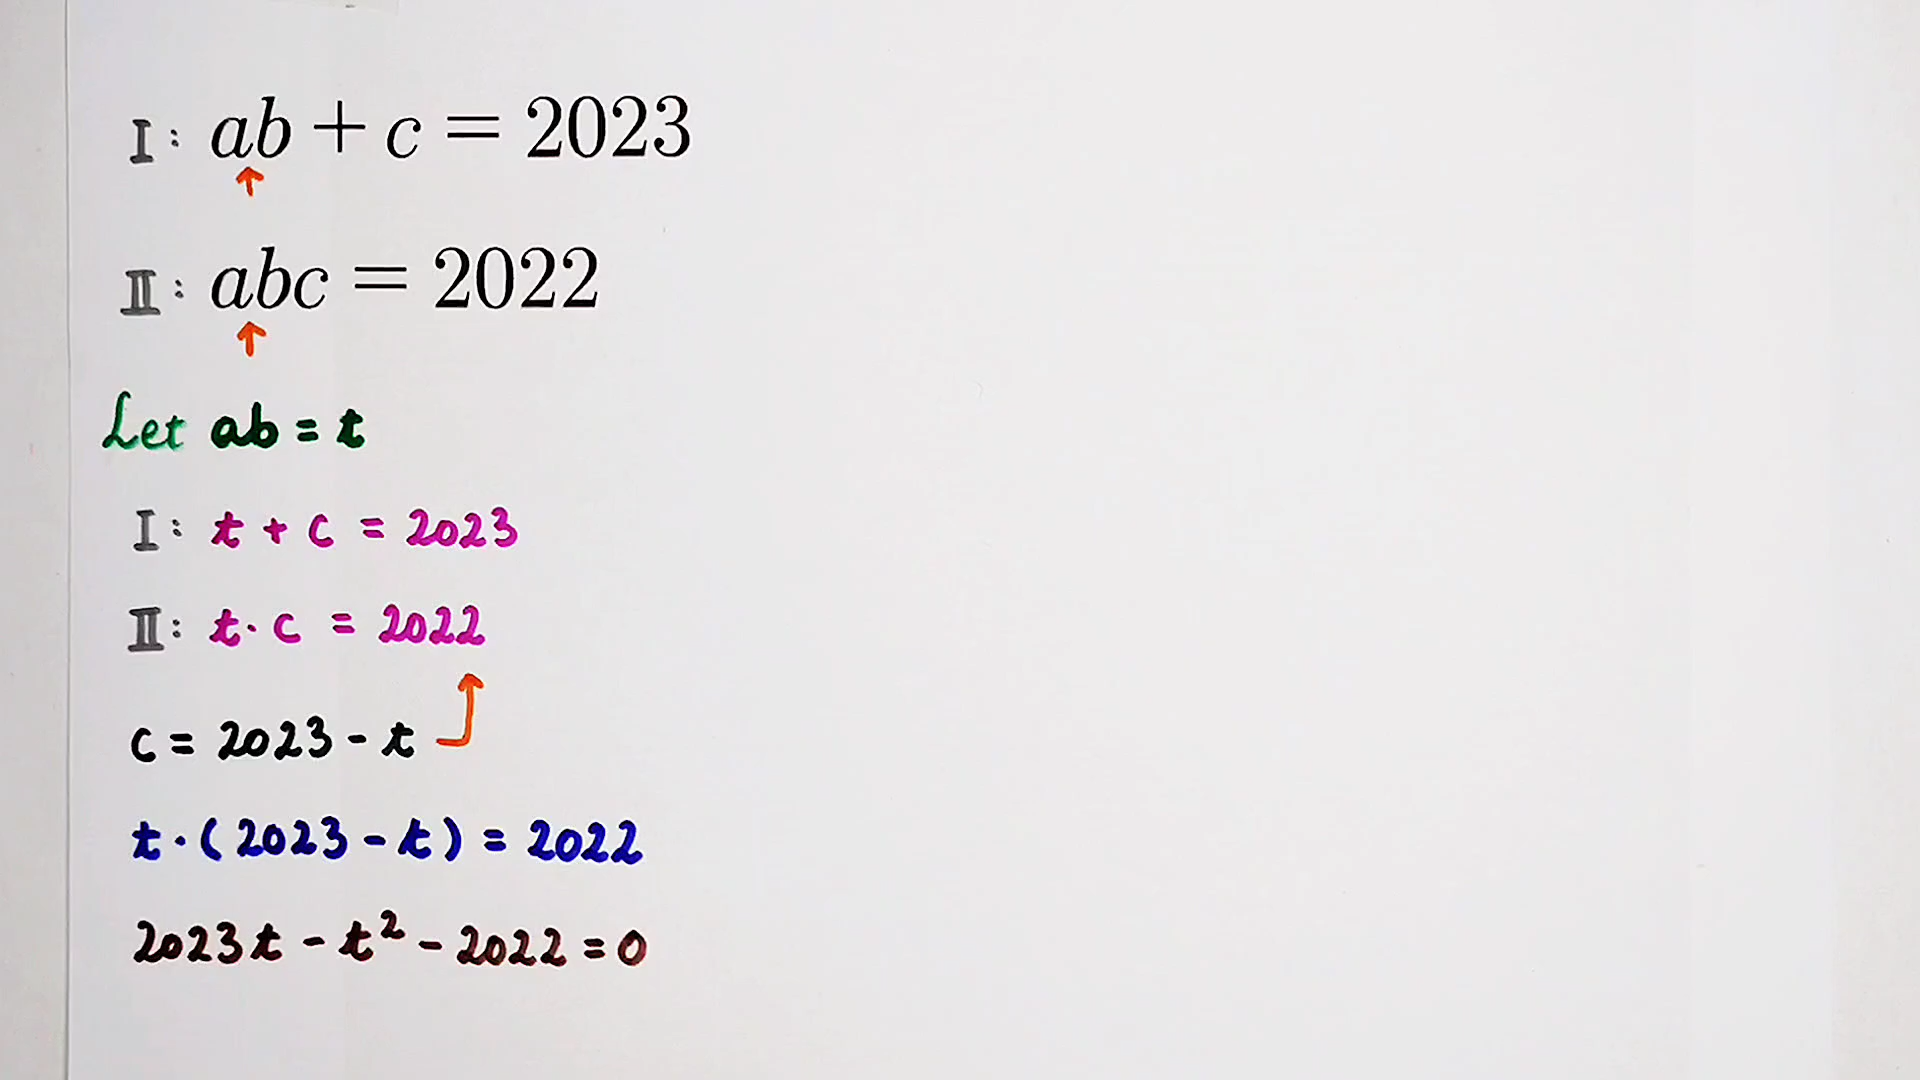 I: ab + c = 2023
II: abc = 2022
Let ab = t
I: t + c = 2023
II: t · c = 2022
c = 2023 - t
t · (2023 - t) = 2022
2023t - t² - 2022 = 0